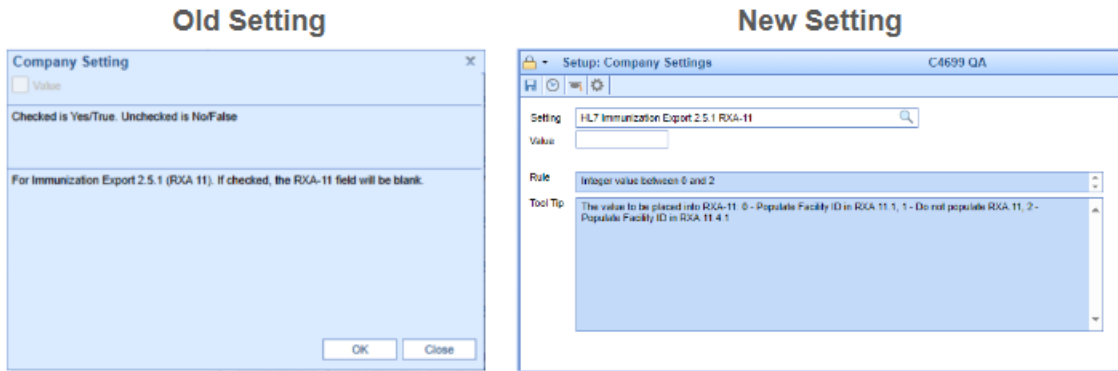 Old Setting
New Setting
Company Setting
X
Value
Checked is Yes/True. Unchecked is No/False
For Immunization Export 2.5.1 (RXA 11). If checked, the RXA-11 field will be blank.
OK
Close
Setup: Company Settings
C4699 QA
Setting
HL7 Immunization Export 2.5.1 RXA-11
Value
Rule
Integer value between 0 and 2
Tool Tip
The value to be placed into RXA-11: 0 - Populate Facility ID in RXA.11.1, 1 - Do not populate RXA.11, 2 -
Populate Facility ID in RXA.11.4.1